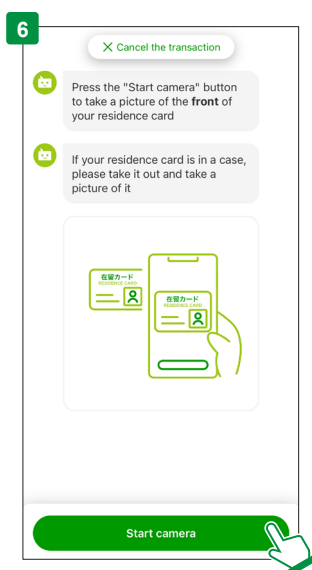 6
× Cancel the transaction
Press the "Start camera" button
to take a picture of the front of
your residence card
If your residence card is in a case,
please take it out and take a
picture of it
在留カード
RESIDENCE CARD
在留カード
RESIDENCE CARD
Start camera